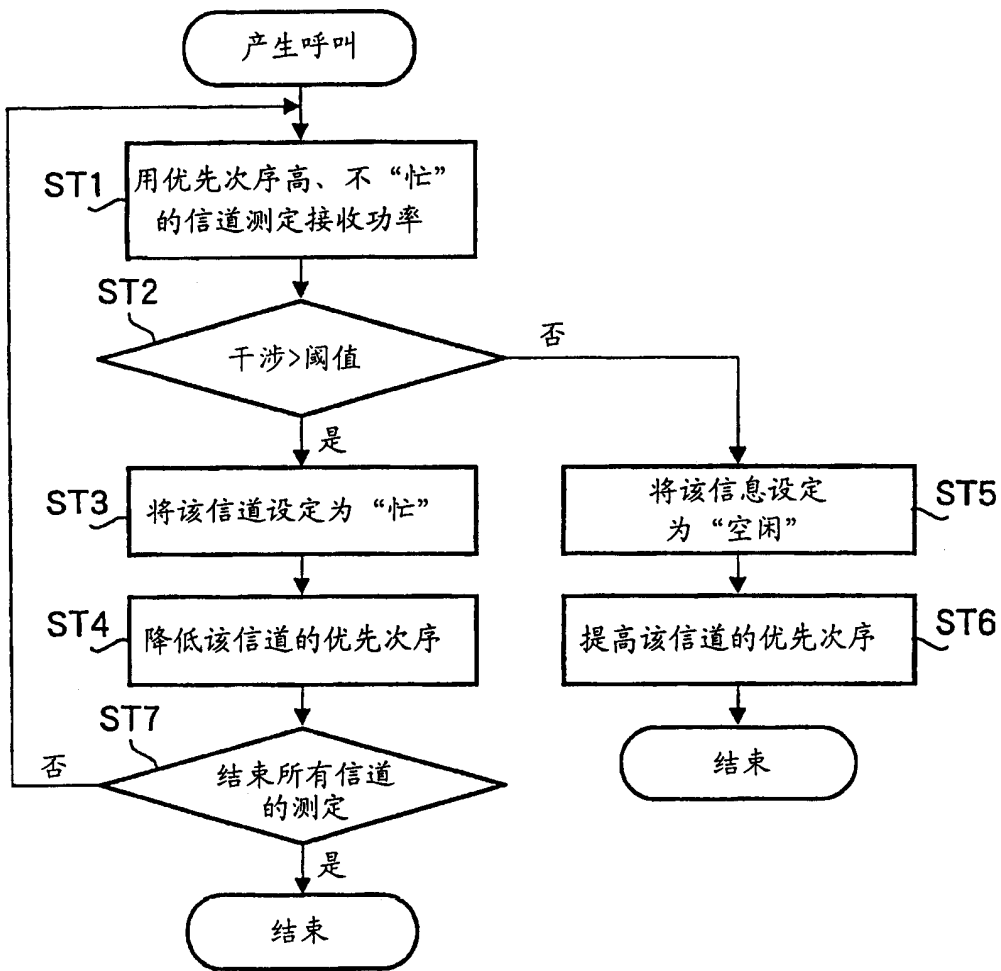 产生呼叫
ST1
用优先次序高、不“忙”
的信道测定接收功率
ST2
干涉>阈值
否
是
ST3
将该信道设定为“忙”
ST5
将该信息设定
为“空闲”
ST4
降低该信道的优先次序
ST6
提高该信道的优先次序
ST7
否
结束所有信道
的测定
结束
是
结束